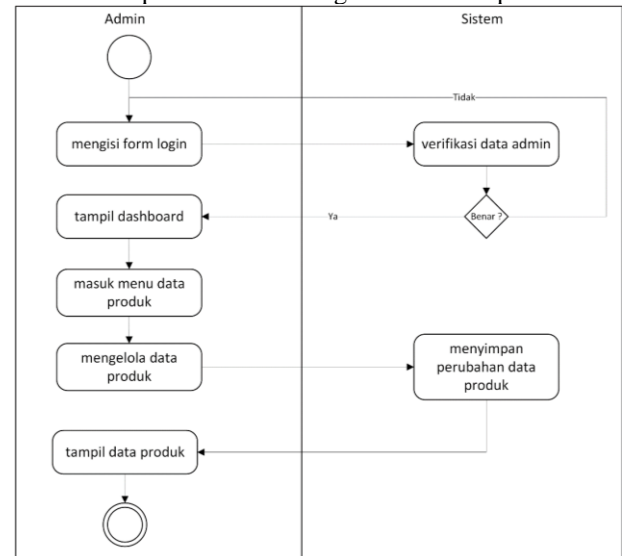 Admin
Sistem
Tidak
mengisi form login
verifikasi data admin
tampil dashboard
Ya
Benar ?
masuk menu data
produk
mengelola data
produk
menyimpan
perubahan data
produk
tampil data produk